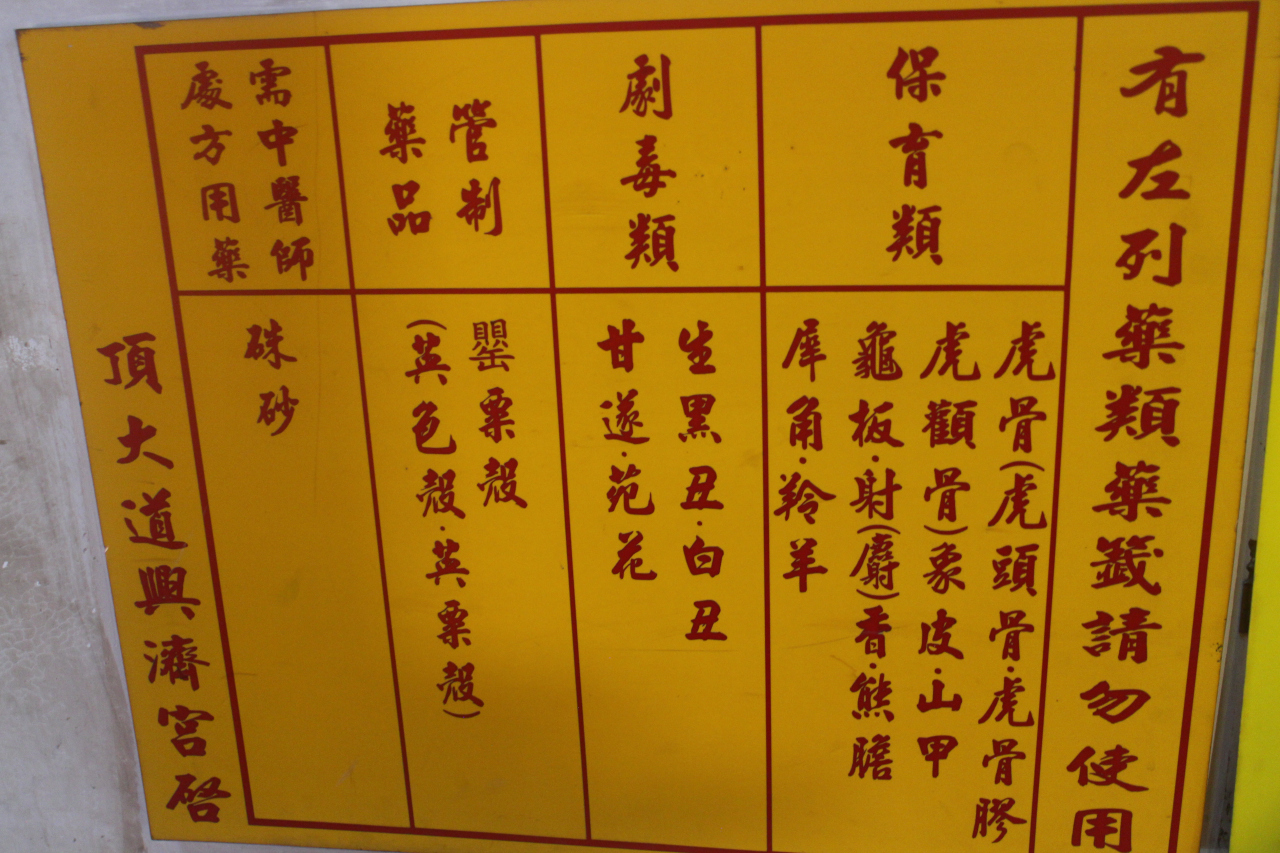 有左列藥類藥籤請勿使用
保育類
虎骨(虎頭骨·虎骨膠
虎顴骨)象皮·山甲
龜板·射(麝)香·熊膽
犀角·羚羊
劇毒類
生黑丑·白丑
甘遂·苑花
管制
藥品
罌粟殼
(英色殼·英粟殼)
需中醫師
處方用藥
硃砂
頂大道興濟宮啓